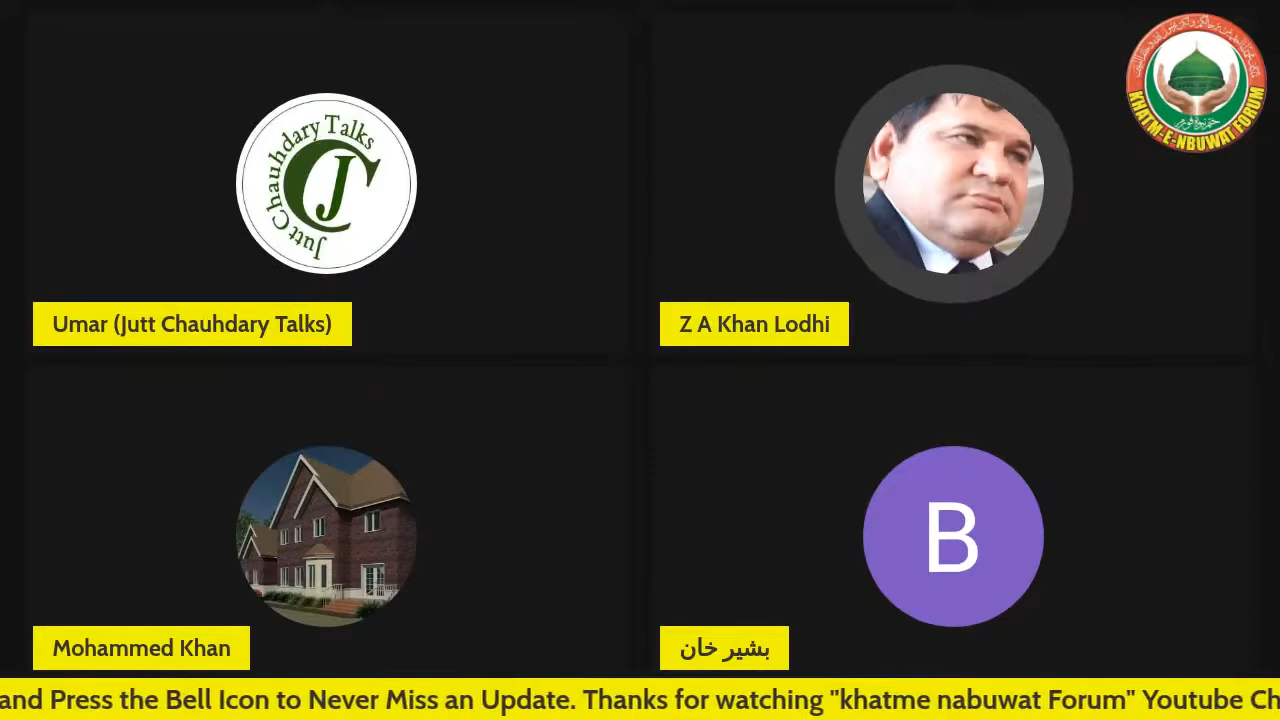 Jutt Chauhdary Talks
CJ
KHATM-E-NBUWAT FORUM
Umar (Jutt Chauhdary Talks)
Z A Khan Lodhi
B
Mohammed Khan
بشیر خان
and Press the Bell Icon to Never Miss an Update. Thanks for watching "khatme nabuwat Forum" Youtube Ch